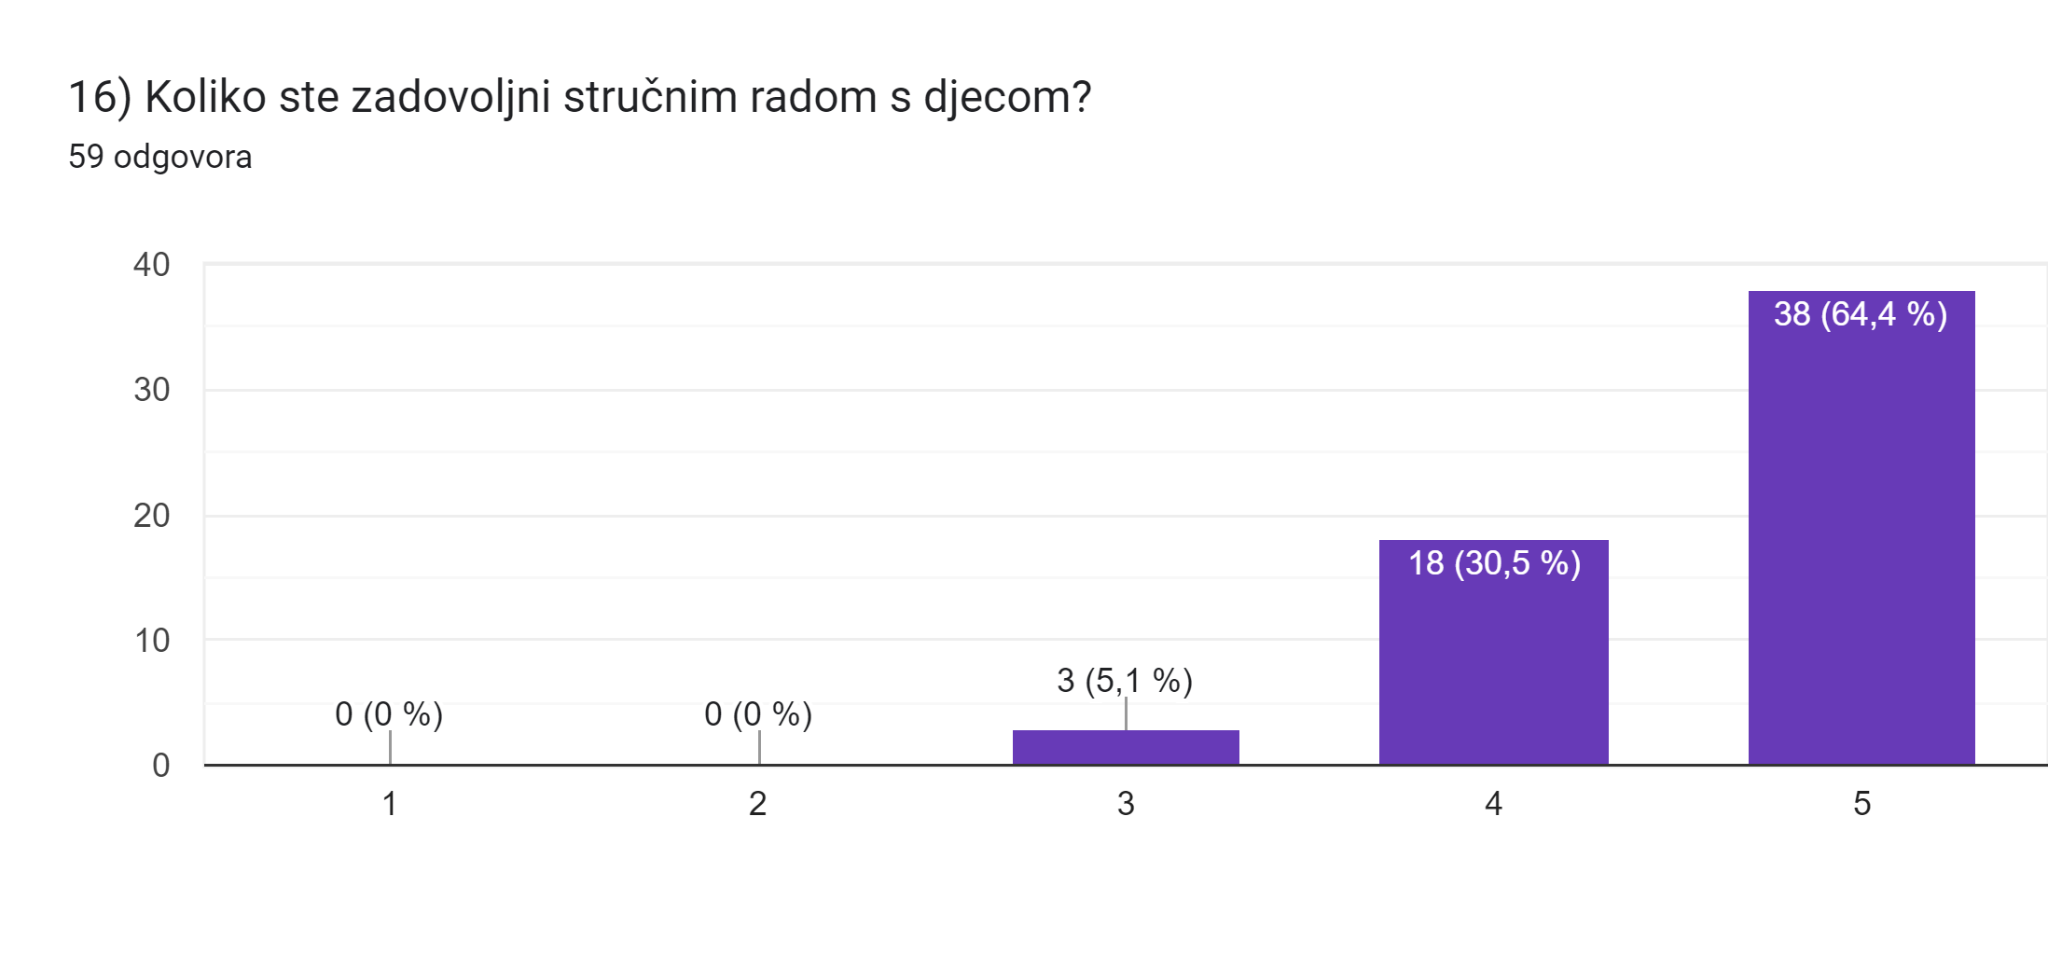 16) Koliko ste zadovoljni stručnim radom s djecom?
59 odgovora
40
30
20
10
0
0 (0 %)
0 (0 %)
3 (5,1 %)
18 (30,5 %)
38 (64,4 %)
1
2
3
4
5